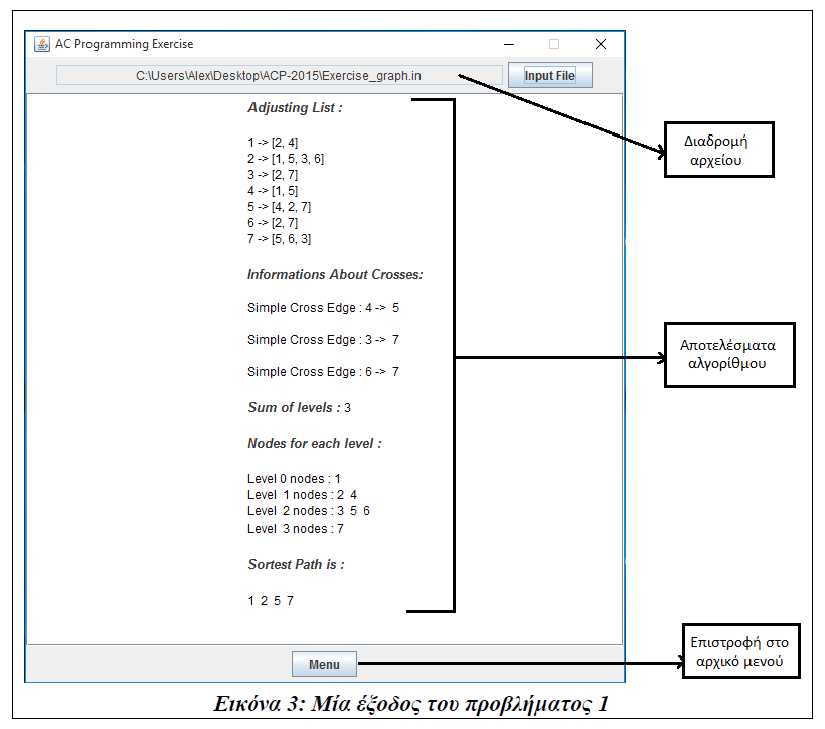 AC Programming Exercise
C:\Users\Alex\Desktop\ACP-2015\Exercise_graph.in
Input File
Adjusting List :
1 -> [2, 4]
2 -> [1, 5, 3, 6]
3 -> [2, 7]
4 -> [1, 5]
5 -> [4, 2, 7]
6 -> [2, 7]
7 -> [5, 6, 3]
Informations About Crosses:
Simple Cross Edge : 4 -> 5
Simple Cross Edge : 3 -> 7
Simple Cross Edge : 6 -> 7
Sum of levels : 3
Nodes for each level :
Level 0 nodes : 1
Level 1 nodes : 2 4
Level 2 nodes : 3 5 6
Level 3 nodes : 7
Sortest Path is :
1 2 5 7
Menu
Διαδρομή
αρχείου
Αποτελέσματα
αλγορίθμου
Επιστροφή στο
αρχικό μενού
Εικόνα 3: Μία έξοδος του προβλήματος 1